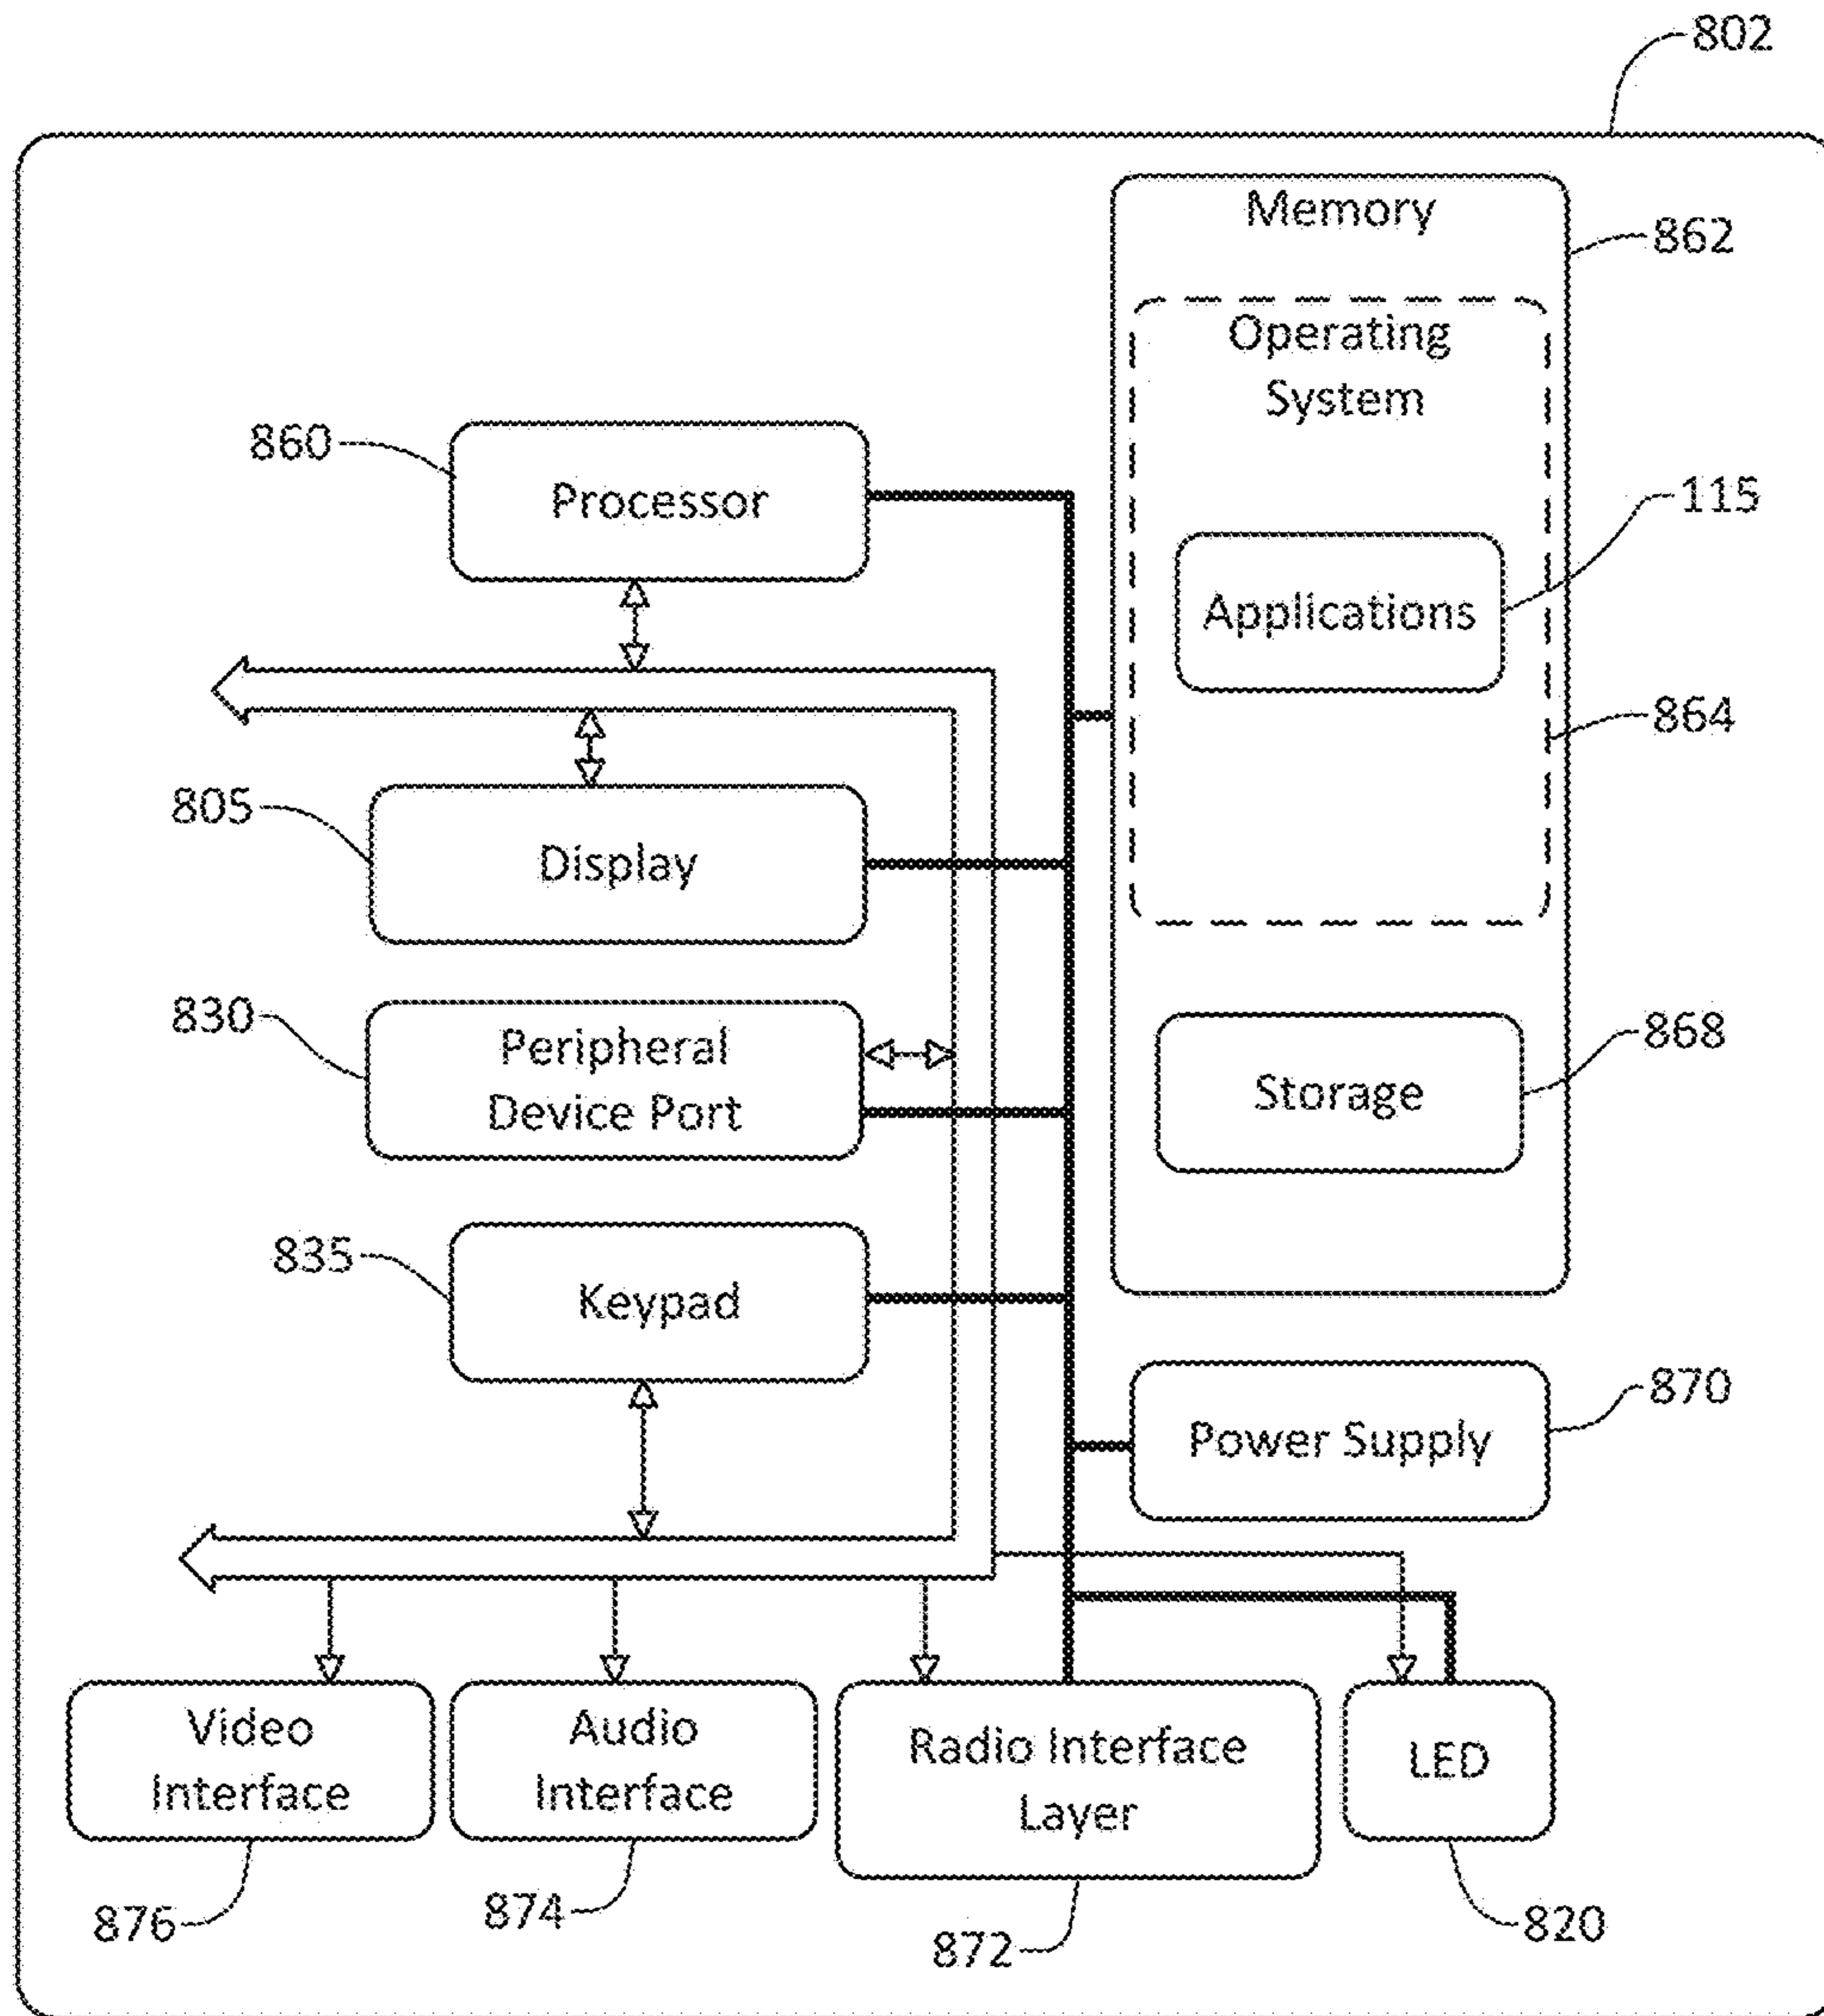 802
Memory
862
Operating
System
860
Processor
115
Applications
864
805
Display
830
Peripheral
Device Port
868
Storage
835
Keypad
870
Power Supply
Video
Interface
Audio
Interface
Radio Interface
Layer
LED
876
874
872
820